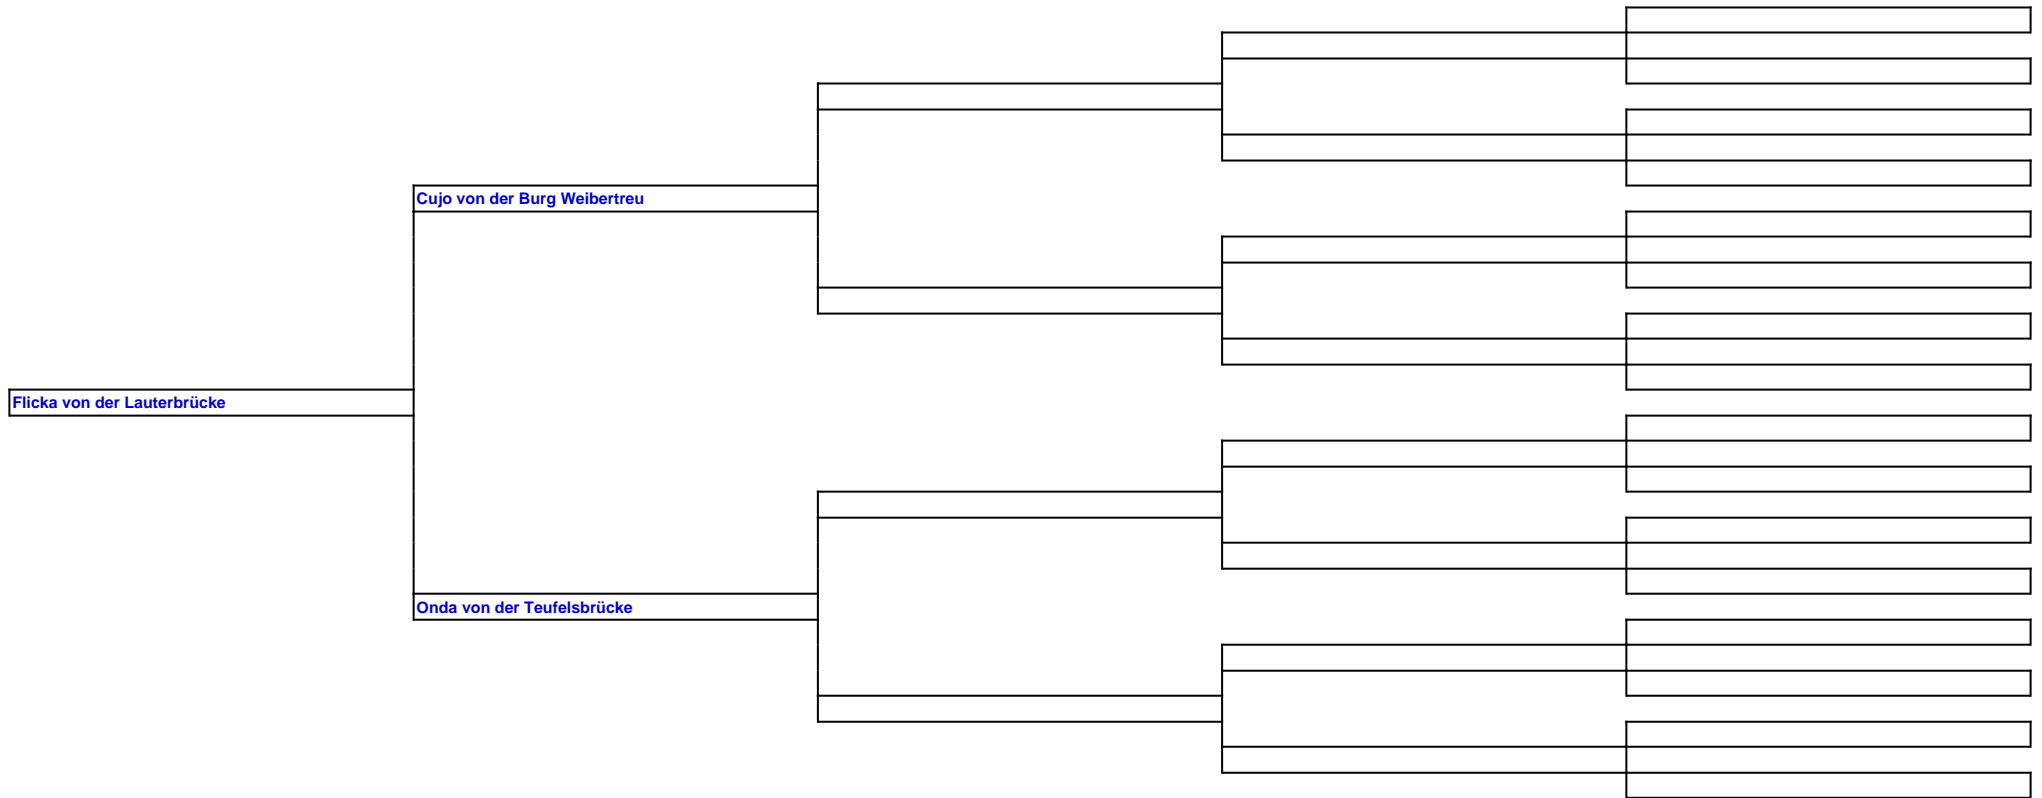 Cujo von der Burg Weibertreu
Flicka von der Lauterbrücke
Onda von der Teufelsbrücke